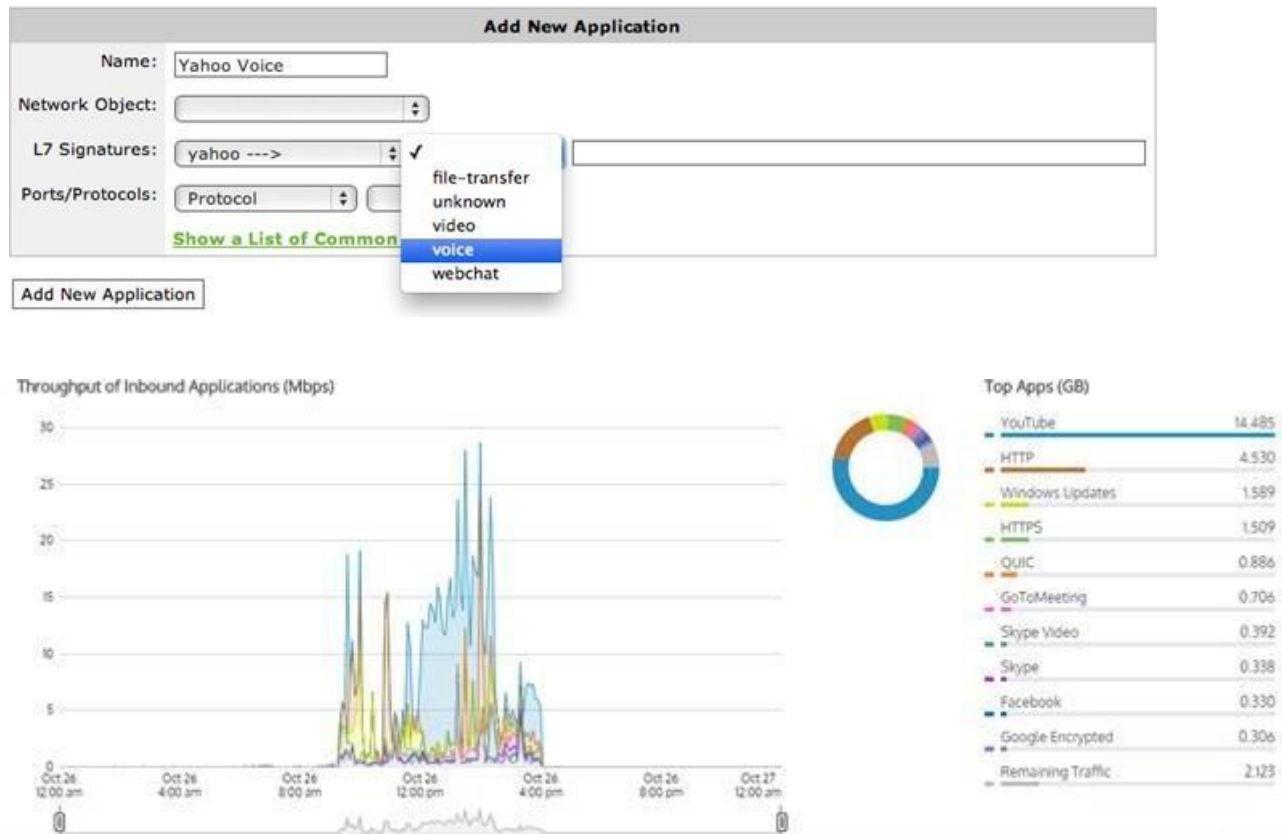 Add New Application
Name: Yahoo Voice
Network Object:
L7 Signatures: yahoo --->
✓
file-transfer
unknown
video
voice
webchat
Ports/Protocols: Protocol
Show a List of Common
Add New Application
Throughput of Inbound Applications (Mbps)
30
25
20
15
10
5
0
Oct 26 12:00 am
Oct 26 4:00 am
Oct 26 8:00 am
Oct 26 12:00 pm
Oct 26 4:00 pm
Oct 26 8:00 pm
Oct 27 12:00 am
Top Apps (GB)
YouTube 14.485
HTTP 4.530
Windows Updates 1.589
HTTPS 1.509
QUIC 0.886
GoToMeeting 0.706
Skype Video 0.392
Skype 0.338
Facebook 0.330
Google Encrypted 0.306
Remaining Traffic 2.123